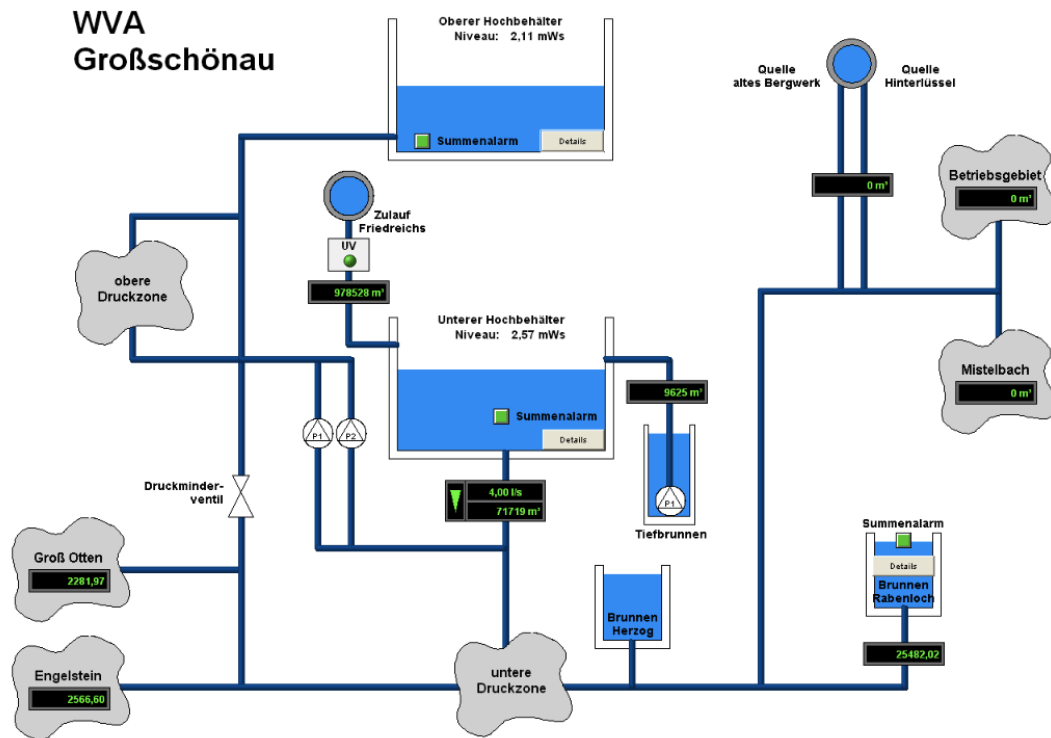 WVA
Großschönau
Oberer Hochbehälter
Niveau: 2,11 mWs
Summenalarm
Details
Quelle
altes Bergwerk
Quelle
Hinterlüssel
0 m³
Betriebsgebiet
0 m³
Zulauf
Friedreichs
UV
978528 m³
obere
Druckzone
Unterer Hochbehälter
Niveau: 2,57 mWs
Summenalarm
Details
9625 m³
Mistelbach
0 m³
P1
P2
P1
Tiefbrunnen
Druckminder-
ventil
4,00 l/s
71719 m³
Summenalarm
Details
Brunnen
Rabenloch
25482,02
Groß Otten
2281,97
Brunnen
Herzog
Engelstein
2566,60
untere
Druckzone